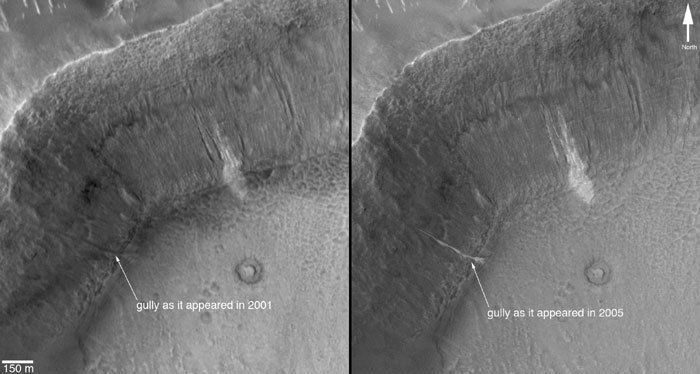 North
gully as it appeared in 2001
gully as it appeared in 2005
150 m